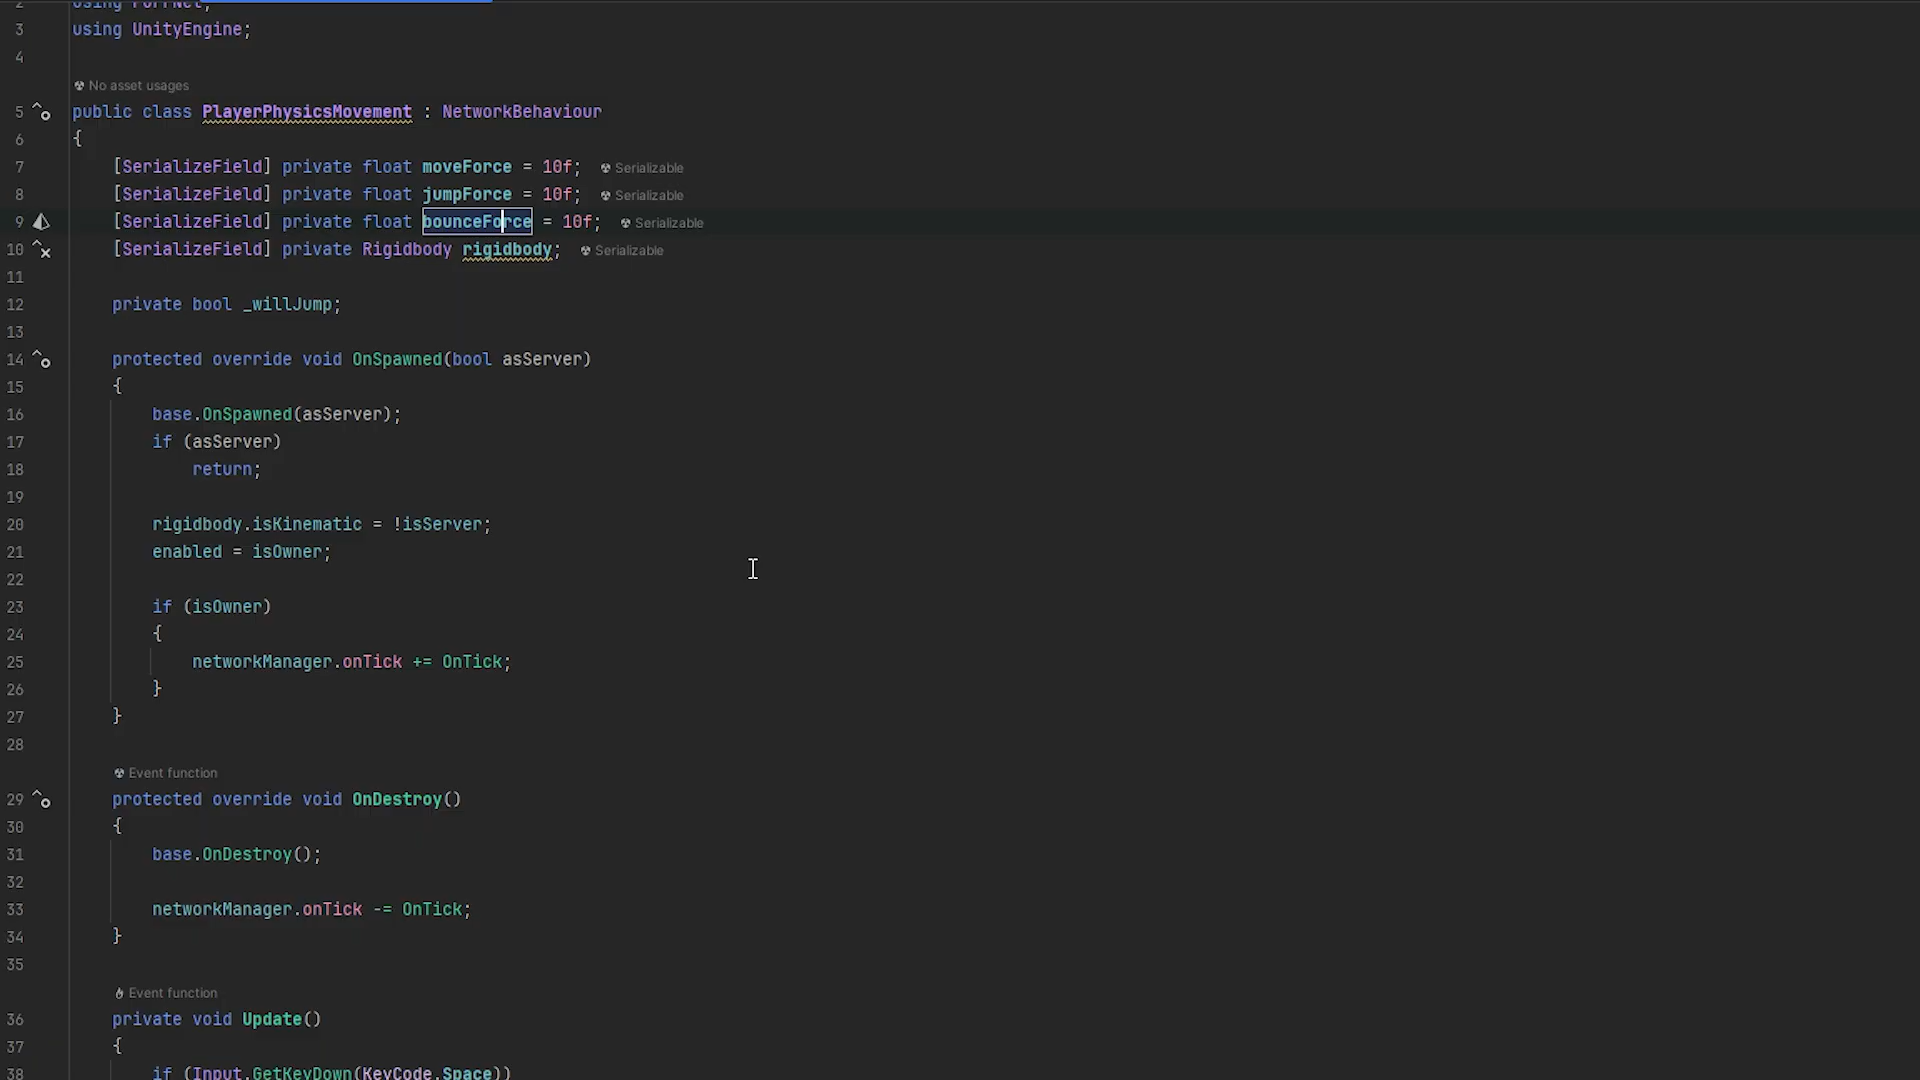 2 using PurrNet;
3 using UnityEngine;
4
No asset usages
5 public class PlayerPhysicsMovement : NetworkBehaviour
6 {
7 [SerializeField] private float moveForce = 10f; Serializable
8 [SerializeField] private float jumpForce = 10f; Serializable
9 [SerializeField] private float bounceForce = 10f; Serializable
10 [SerializeField] private Rigidbody rigidbody; Serializable
11
12 private bool _willJump;
13
14 protected override void OnSpawned(bool asServer)
15 {
16 base.OnSpawned(asServer);
17 if (asServer)
18 return;
19
20 rigidbody.isKinematic = !isServer;
21 enabled = isOwner;
22
23 if (isOwner)
24 {
25 networkManager.onTick += OnTick;
26 }
27 }
28
Event function
29 protected override void OnDestroy()
30 {
31 base.OnDestroy();
32
33 networkManager.onTick -= OnTick;
34 }
35
Event function
36 private void Update()
37 {
38 if (Input.GetKeyDown(KeyCode.Space))